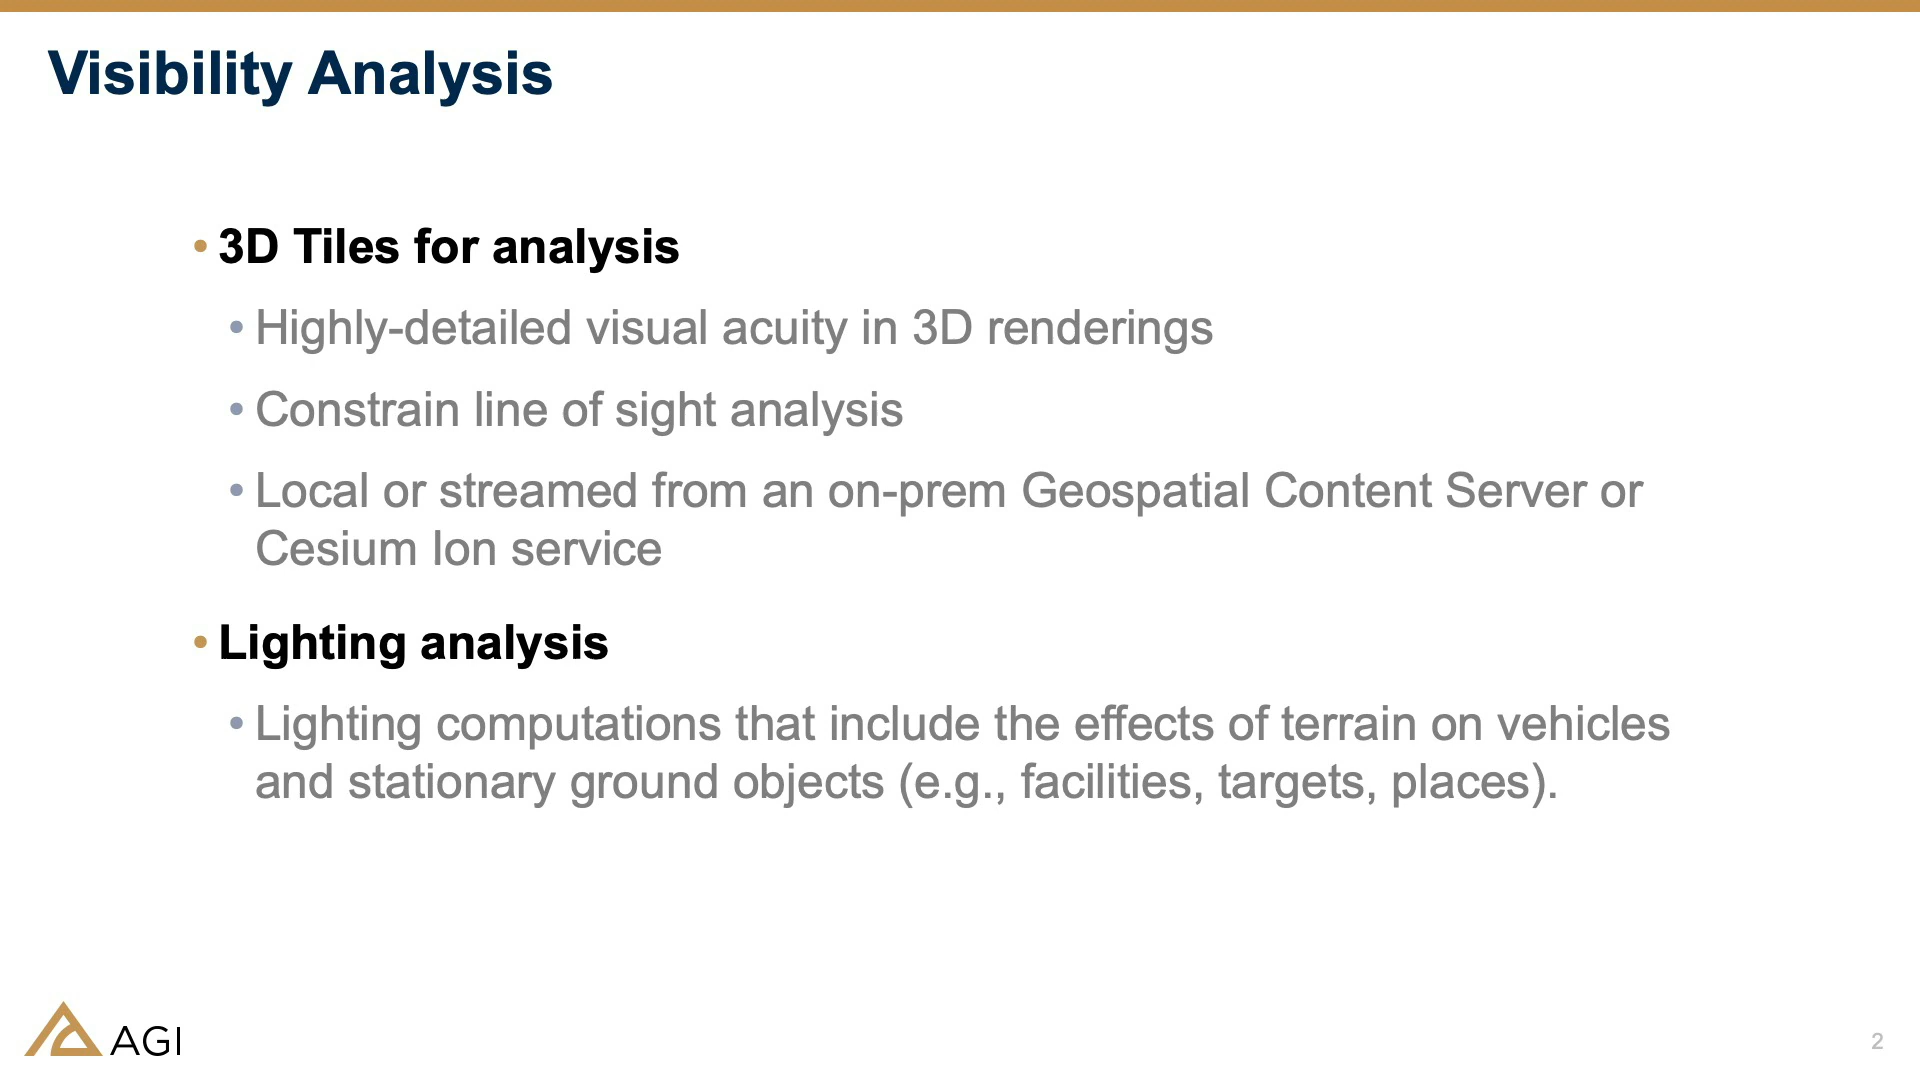 Visibility Analysis
• 3D Tiles for analysis
• Highly-detailed visual acuity in 3D renderings
• Constrain line of sight analysis
• Local or streamed from an on-prem Geospatial Content Server or
Cesium Ion service
• Lighting analysis
• Lighting computations that include the effects of terrain on vehicles
and stationary ground objects (e.g., facilities, targets, places).
AGI
2